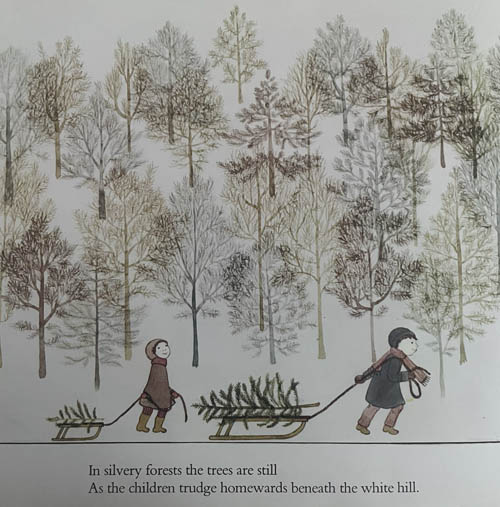 In silvery forests the trees are still
As the children trudge homewards beneath the white hill.